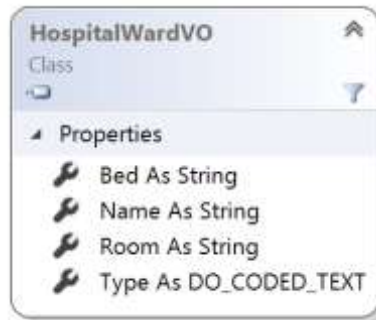 HospitalWardVO
Class
Properties
Bed As String
Name As String
Room As String
Type As DO_CODED_TEXT